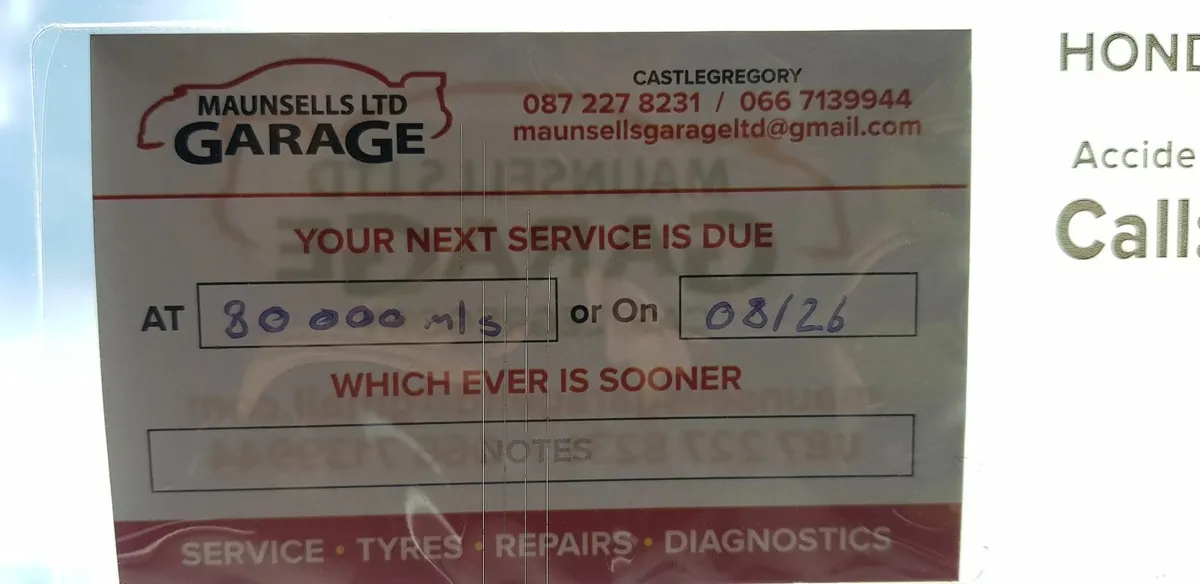 MAUNSELLS LTD
GARAGE
CASTLEGREGORY
087 227 8231 / 066 7139944
maunsellsgarageltd@gmail.com
YOUR NEXT SERVICE IS DUE
AT 80 000 mls or On 08/26
WHICH EVER IS SOONER
NOTES
SERVICE • TYRES • REPAIRS • DIAGNOSTICS
HOND
Accide
Call: